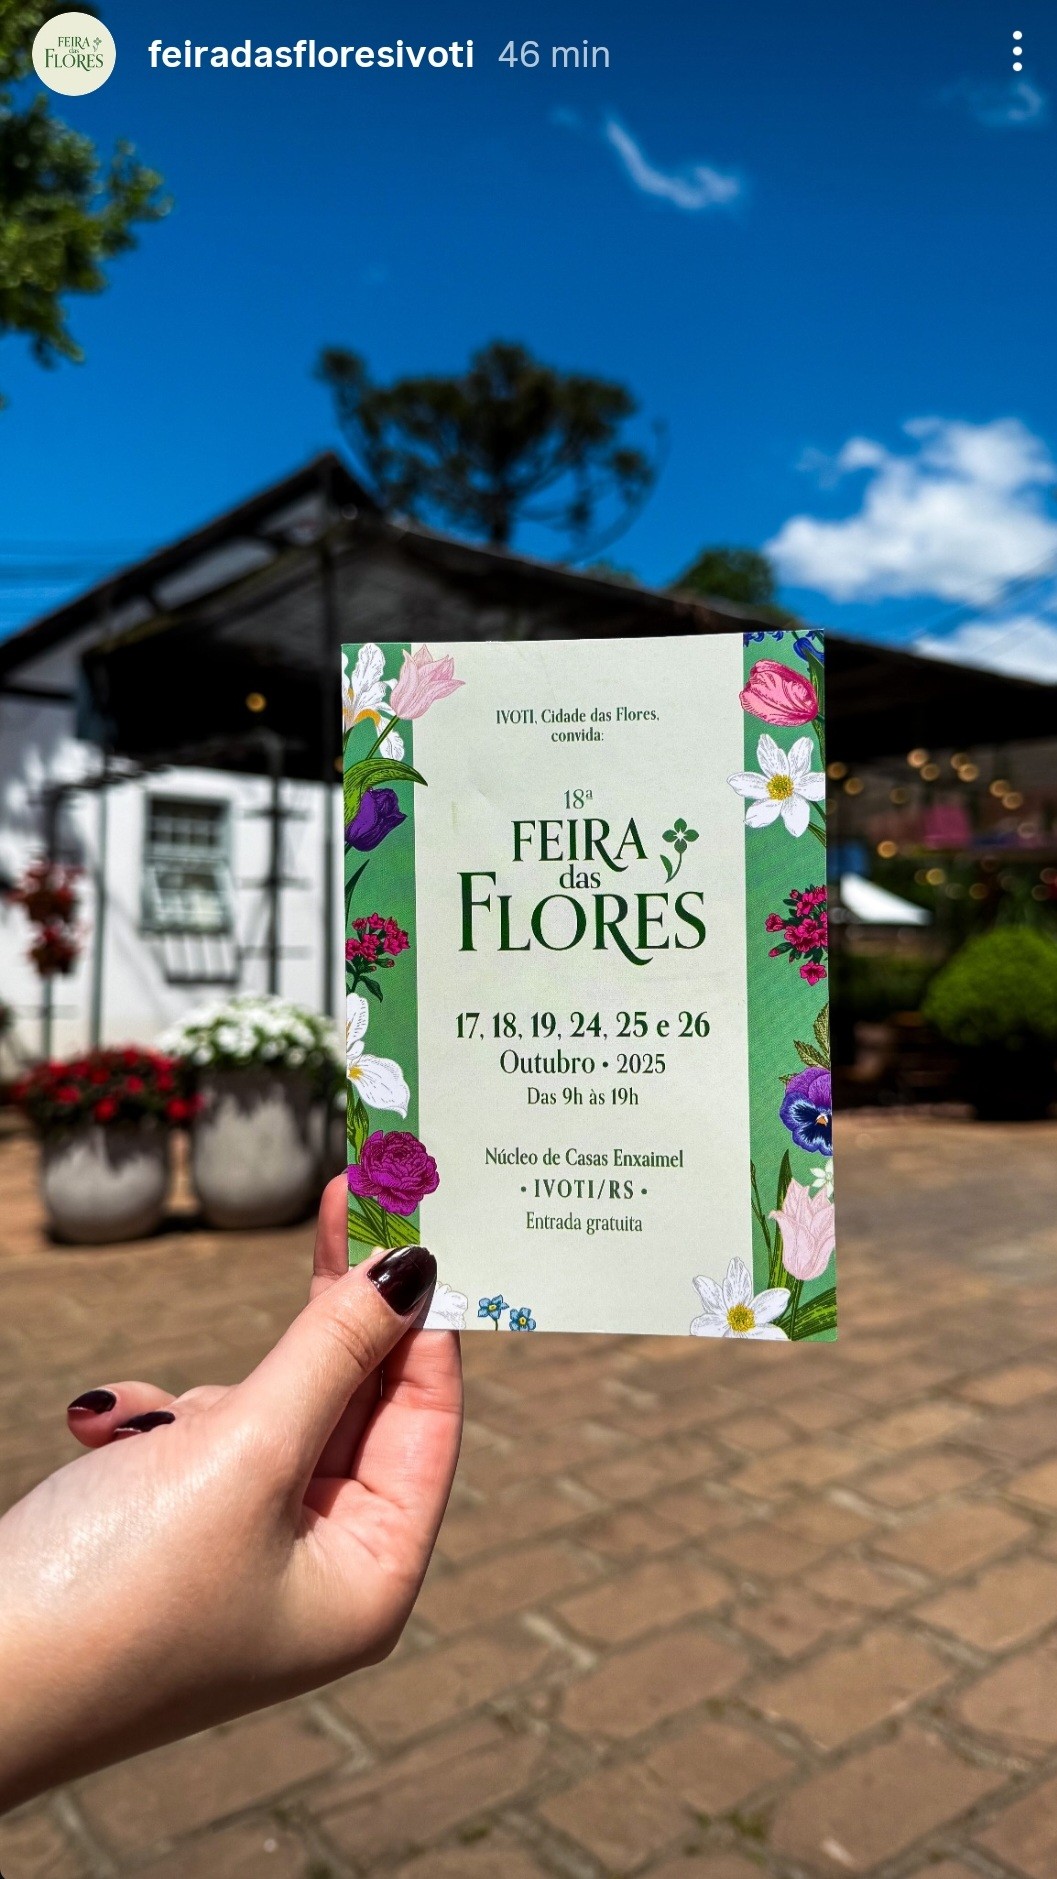 FEIRA
das
FLORES
feiradasfloresivoti 46 min
IVOTI, Cidade das Flores,
convida:
18ª
FEIRA
das
FLORES
17, 18, 19, 24, 25 e 26
Outubro • 2025
Das 9h às 19h
Núcleo de Casas Enxaimel
• IVOTI/RS •
Entrada gratuita